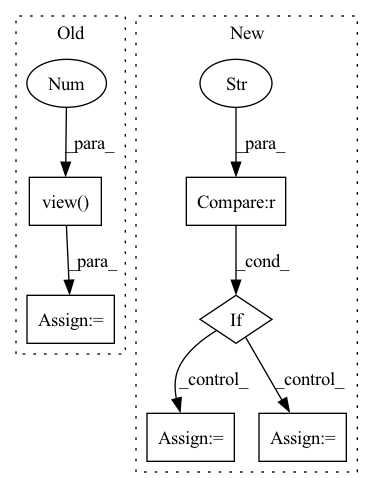 Old
New
Num
Str
_para_
_para_
view()
Compare:r
_para_
_cond_
Assign:=
If
_control_
_control_
Assign:=
Assign:=